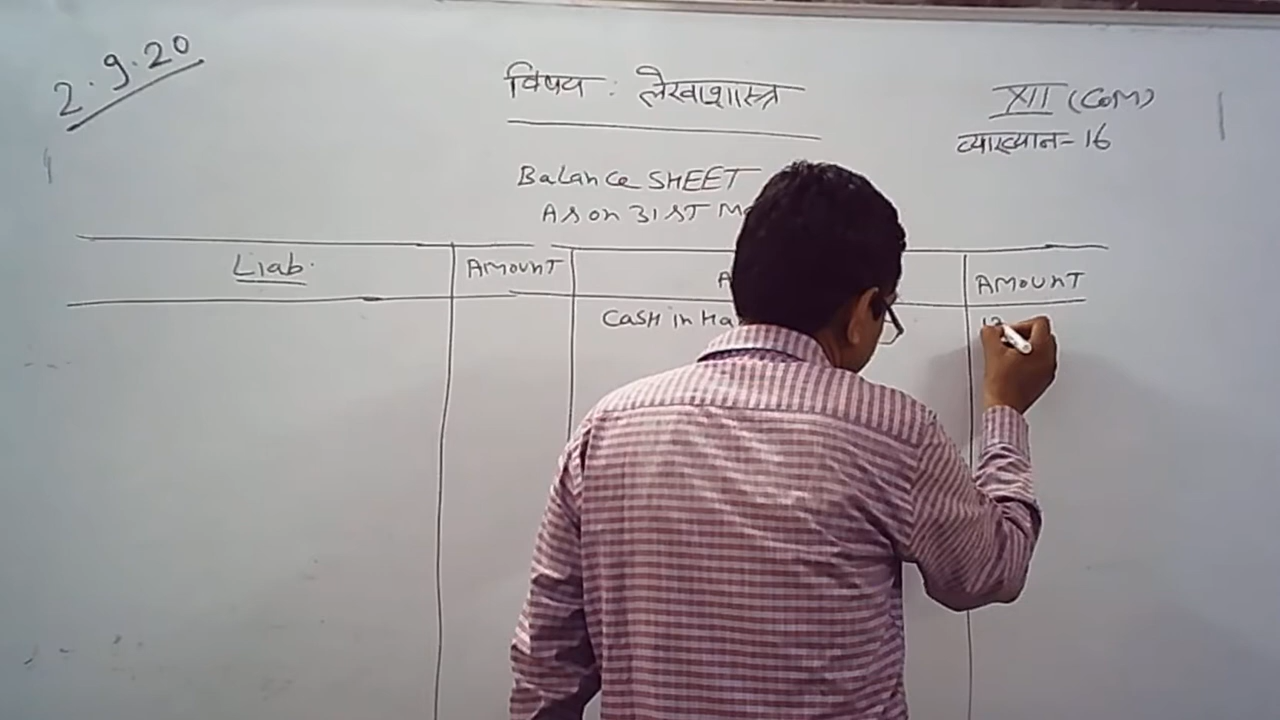 2.9.20
विषय : लेखाशास्त्र
XII (COM)
व्याख्यान - 16
Balance SHEET
AS on 31ST
Liab. AMOUNT AMOUNT
CASH in